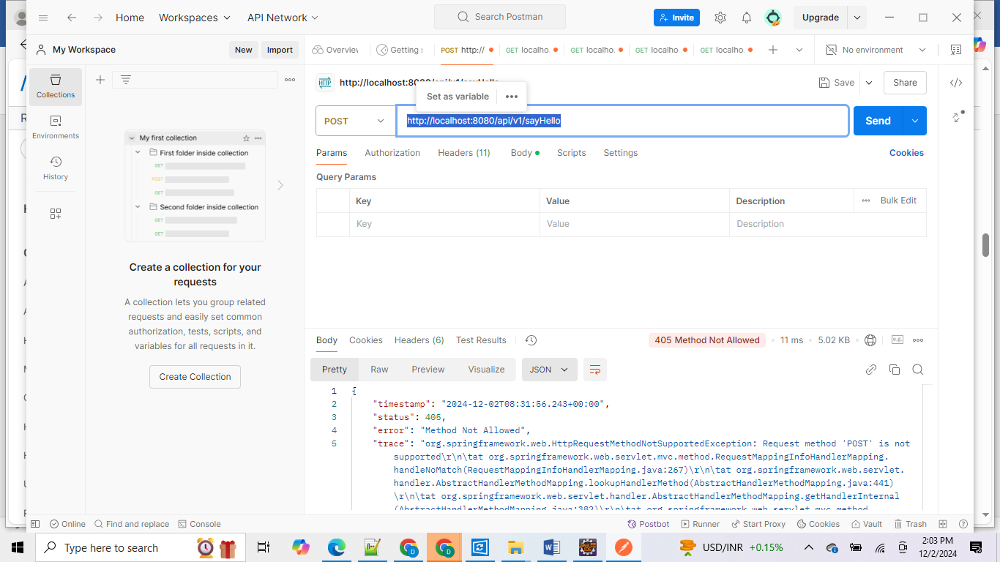 Home
Workspaces
API Network
Search Postman
Invite
Upgrade
My Workspace
New
Import
Overview
Getting s
POST http://
GET localho
GET localho.
GET localho
GET localho.
No environment
Collections
Environments
History
My first collection
First folder inside collection
GET
POST
GET
Second folder inside collection
GET
GET
Create a collection for your
requests
A collection lets you group related
requests and easily set common
authorization, tests, scripts, and
variables for all requests in it.
Create Collection
HTTP
http://localhost:8080/api/v1/sayHello
Save
Share
Set as variable
POST
http://localhost:8080/api/v1/sayHello
Send
Params
Authorization
Headers (11)
Body
Scripts
Settings
Cookies
Query Params
Key
Value
Description
Bulk Edit
Key
Value
Description
Body
Cookies
Headers (6)
Test Results
405 Method Not Allowed
11 ms
5.02 KB
e.g.
Pretty
Raw
Preview
Visualize
JSON
1 {
2 "timestamp": "2024-12-02T08:31:56.243+00:00",
3 "status": 405,
4 "error": "Method Not Allowed",
5 "trace": "org.springframework.web.HttpRequestMethodNotSupportedException: Request method 'POST' is not
supported\r\n\tat org.springframework.web.servlet.mvc.method.RequestMappingInfoHandlerMapping.
handleNoMatch(RequestMappingInfoHandlerMapping.java:267)\r\n\tat org.springframework.web.servlet.
handler.AbstractHandlerMethodMapping.lookupHandlerMethod(AbstractHandlerMethodMapping.java:441)
\r\n\tat org.springframework.web.servlet.handler.AbstractHandlerMethodMapping.getHandlerInternal
(AbstractHandlerMethodMapping.java:382)\r\n\tat org.springframework.web.servlet.mvc.method.
Online
Find and replace
Console
Postbot
Runner
Start Proxy
Cookies
Vault
Trash
Type here to search
USD/INR +0.15%
2:03 PM
12/2/2024